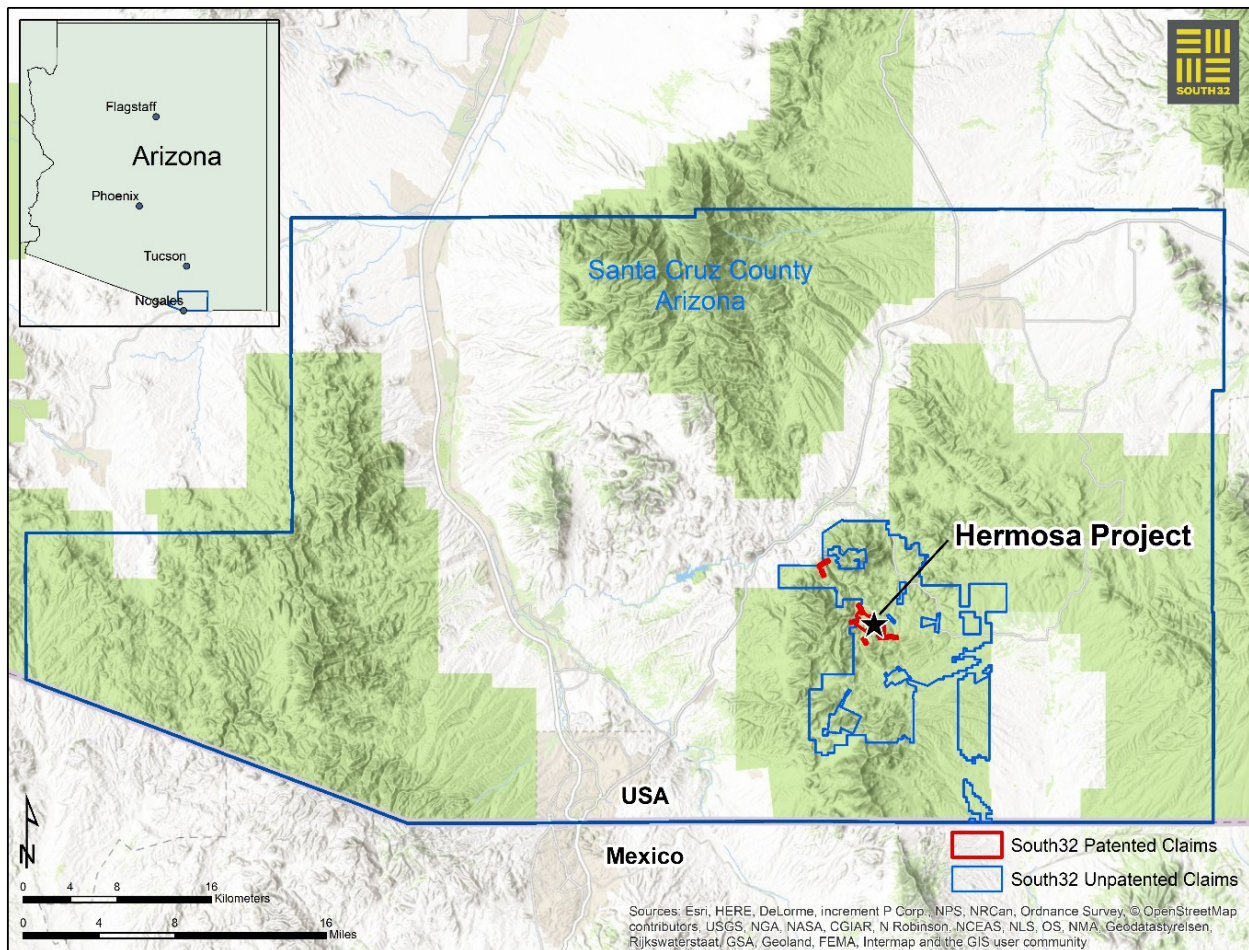 SOUTH32
Flagstaff
Arizona
Phoenix
Tucson
Nogales
Santa Cruz County
Arizona
Hermosa Project
USA
Mexico
N
South32 Patented Claims
South32 Unpatented Claims
0 4 8 16
Kilometers
0 4 8 16
Miles
Sources: Esri, HERE, DeLorme, increment P Corp., NPS, NRCan, Ordnance Survey, © OpenStreetMap
contributors, USGS, NGA, NASA, CGIAR, N Robinson, NCEAS, NLS, OS, NMA, Geodatastyrelsen,
Rijkswaterstaat, GSA, Geoland, FEMA, Intermap and the GIS user community